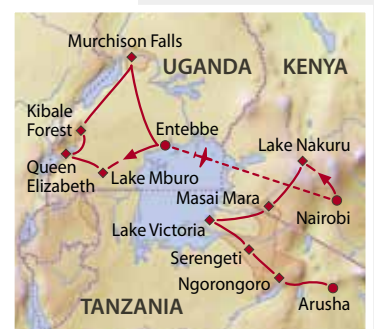 Murchison Falls
UGANDA
KENYA
Kibale
Forest
Entebbe
Lake Nakuru
Queen
Elizabeth
Lake Mburo
Masai Mara
Nairobi
Lake Victoria
Serengeti
Ngorongoro
Arusha
TANZANIA